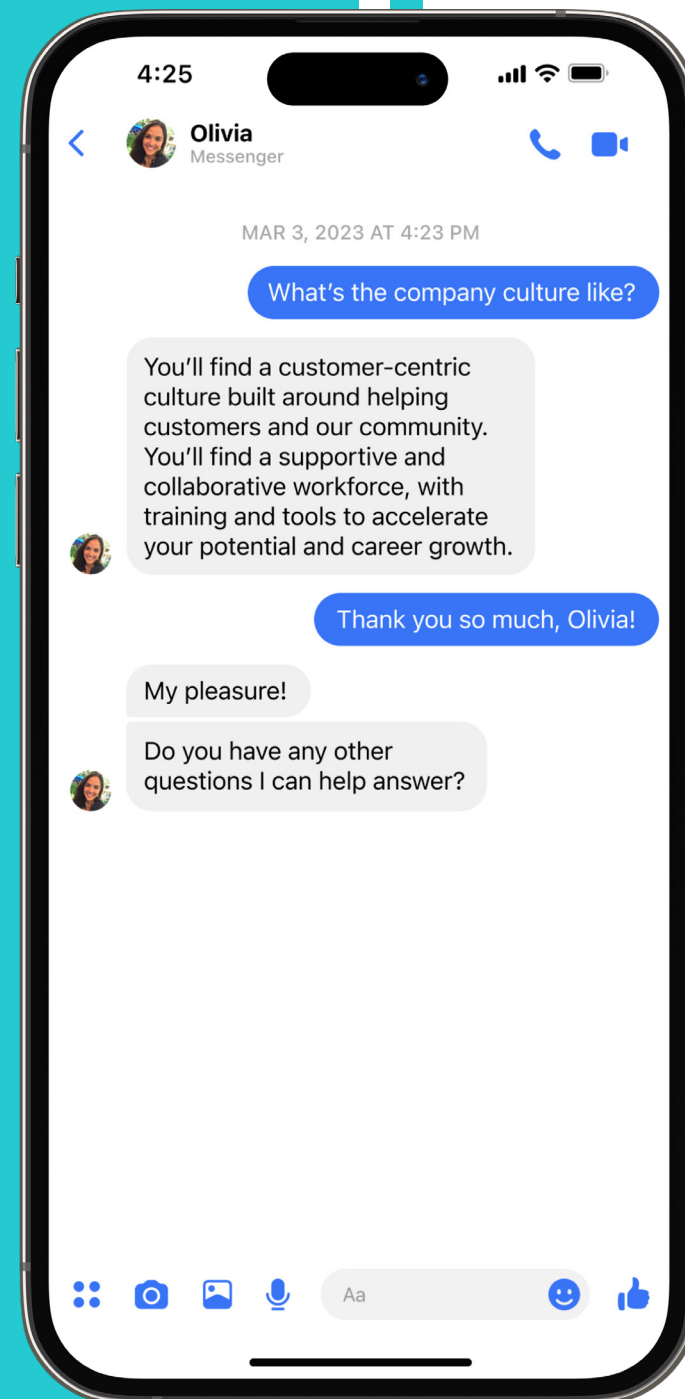 4:25
Olivia
Messenger
MAR 3, 2023 AT 4:23 PM
What's the company culture like?
You'll find a customer-centric
culture built around helping
customers and our community.
You'll find a supportive and
collaborative workforce, with
training and tools to accelerate
your potential and career growth.
Thank you so much, Olivia!
My pleasure!
Do you have any other
questions I can help answer?
Aa